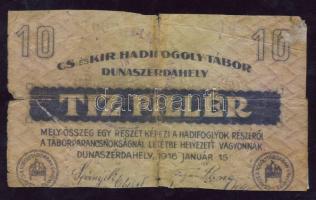 10 10
CS. ÉS KIR. HADIFOGOLY-TÁBOR
DUNASZERDAHELY
TIZ FILLÉR
MELY ÖSSZEG EGY RÉSZÉT KÉPEZI A HADIFOGLYOK RÉSZÉRŐL
A TÁBORPARANCSNOKSÁGNÁL LETÉTBE HELYEZETT VAGYONNAK
DUNASZERDAHELY, 1916 JANUÁR 15